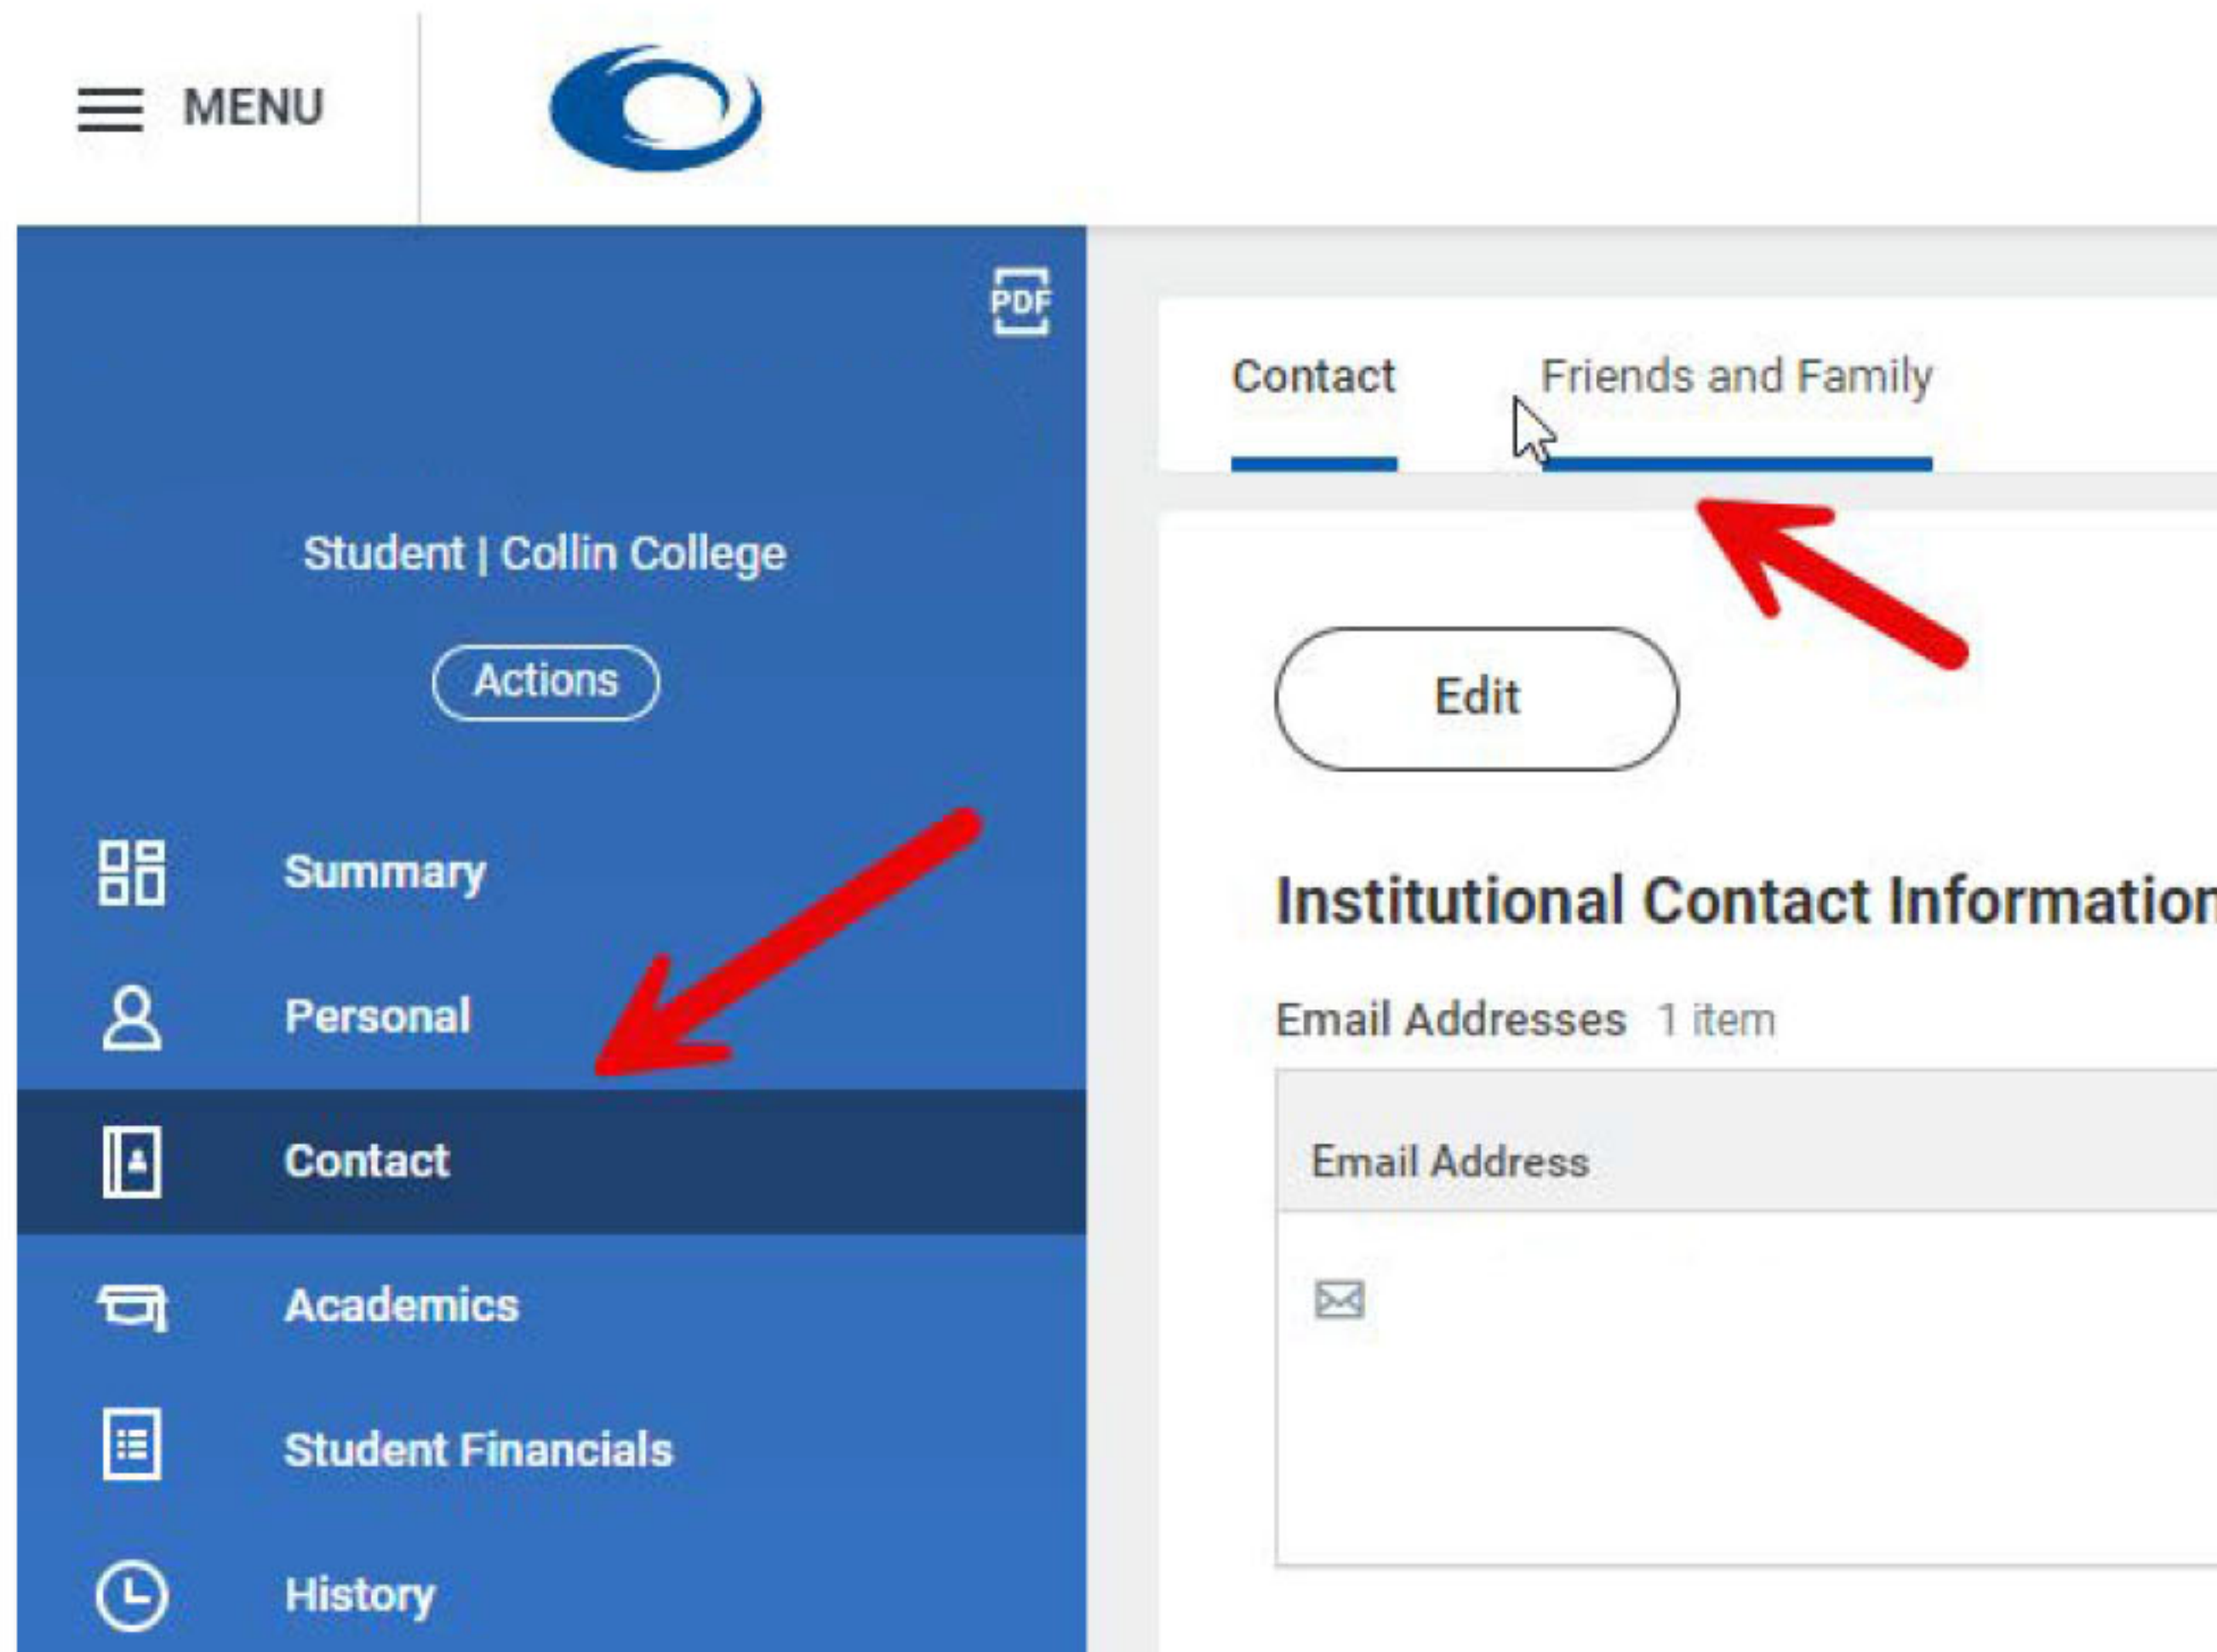 MENU
PDF
Student | Collin College
Actions
Summary
Personal
Contact
Academics
Student Financials
History
Contact
Friends and Family
Edit
Institutional Contact Information
Email Addresses 1 item
Email Address